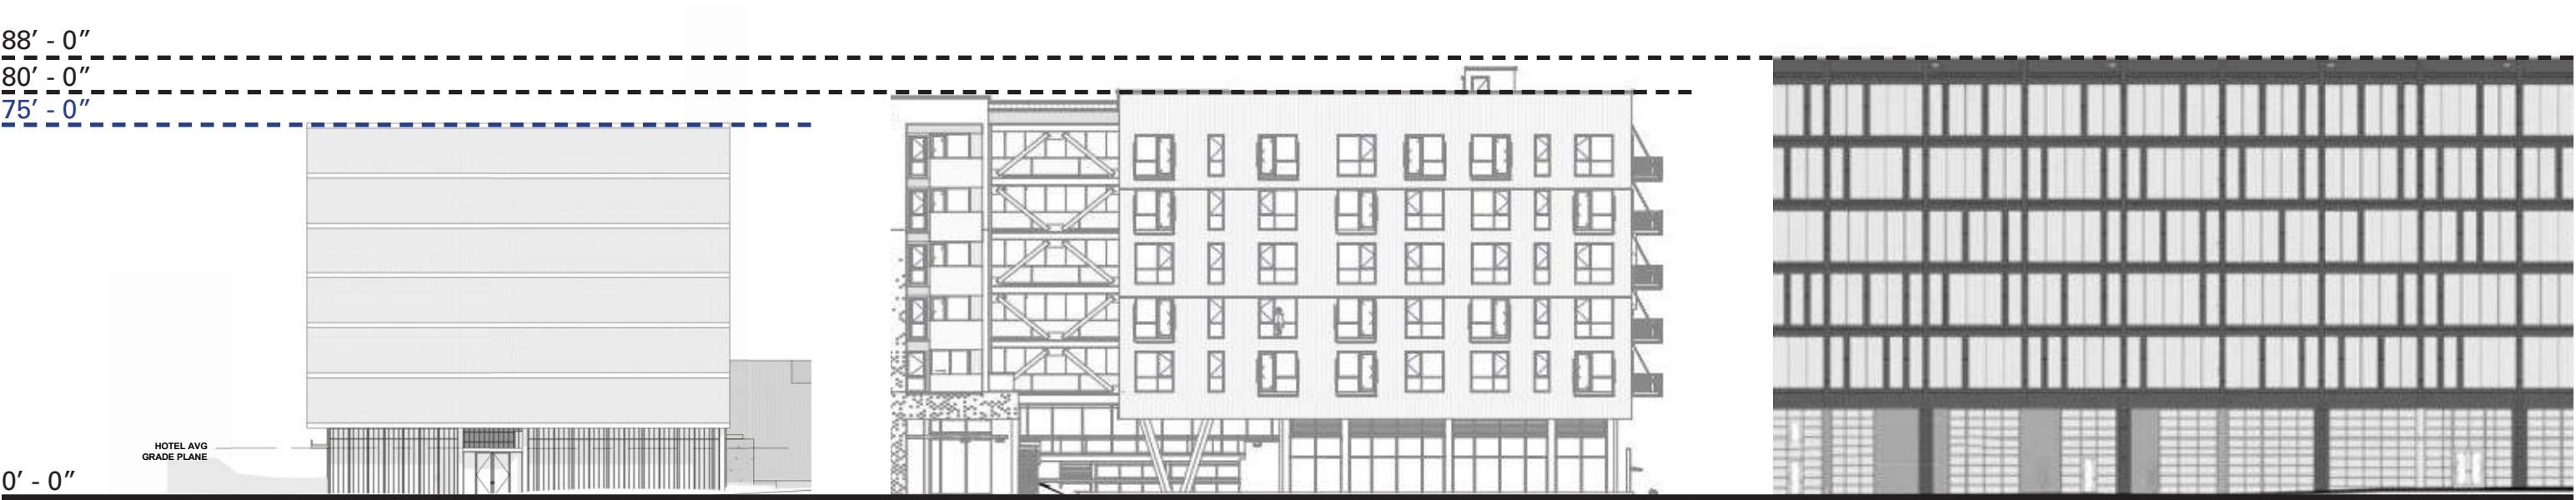 88’ - 0”
80’ - 0”
75’ - 0”
HOTEL AVG
GRADE PLANE
0’ - 0”